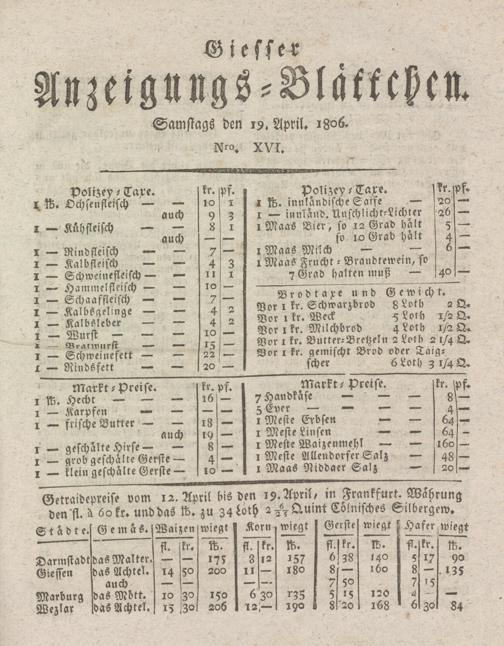 Giesser
Anzeigungs-Blättchen.
Samstags den 19. April. 1806.
Nro. XVI.
Polizey-Taxe. kr. pf.
1 ℔. Ochsenfleisch — — 10 1
auch 9 3
1 — Kühfleisch 8 1
auch — —
1 — Rindfleisch 7 —
1 — Kalbfleisch 4 3
1 — Schweinefleisch — — 11 1
1 — Hammelfleisch — — 10 —
1 — Schaaffleisch — — 7 —
1 — Kalbsgelinge — — 4 2
1 — Kalbsleber — — 4 2
1 — Wurst — — 10 —
1 — Bratwurst — — 15 —
1 — Schweinefett — — 22 —
1 — Rindsfett — — 20 —
Polizey-Taxe. kr. pf.
1 ℔. innländische Saife — 20 —
1 — innländ. Unschlicht-Lichter 26 —
1 Maas Bier, so 12 Grad hält 5 —
so 10 Grad hält 4 —
1 Maas Milch 6 —
1 Maas Frucht-Brandtewein, so
7 Grad halten muß — 40 —
Brodtaxe und Gewicht.
Vor 1 kr. Schwarzbrod 8 Loth 2 Q.
Vor 1 kr. Weck 5 Loth 1/2 Q.
Vor 1 kr. Milchbrod 4 Loth 1/2 Q.
Vor 1 kr. Butter-Bretzeln 2 Loth 2 1/4 Q.
Vor 1 kr. gemischt Brod oder Taig-
scher 6 Loth 3 1/4 Q.
Markt-Preise. kr. pf.
1 ℔. Hecht — — 16 —
1 — Karpfen — — — —
1 — frische Butter — — 18 —
auch 19 —
1 — geschälte Hirse — — 8 —
1 — grob geschälte Gerste — 4 —
1 — klein geschälte Gerste — 10 —
Markt-Preise. kr. pf.
7 Handkäse — — — 8 —
5 Eyer — — — 4 —
1 Meste Erbsen — — 64 —
1 Meste Linsen — — 64 —
1 Meste Waizenmehl — — 160 —
1 Meste Allendorfer Salz — 48 —
1 Maas Niddaer Salz — 20 —
Getraidepreise vom 12. April bis den 19. April, in Frankfurt. Währung
den fl. à 60 kr. und das ℔. zu 34 Loth 2 Quint Cölnisches Silbergew.
Städte. Gemäs. Waizen wiegt Korn wiegt Gerste wiegt Hafer wiegt
fl. kr. ℔. fl. kr. ℔. fl. kr. ℔. fl. kr. ℔.
Darmstadt das Malter. — — 175 8 12 157 6 38 140 5 17 90
Giessen das Achtel. 14 50 200 11 — 180 8 — 160 8 — 135
auch — — 7 50 7 15
Marburg das Mött. 10 30 150 6 30 135 5 15 120 4 — —
Wezlar das Achtel. 15 30 206 12 — 190 8 20 168 6 30 84